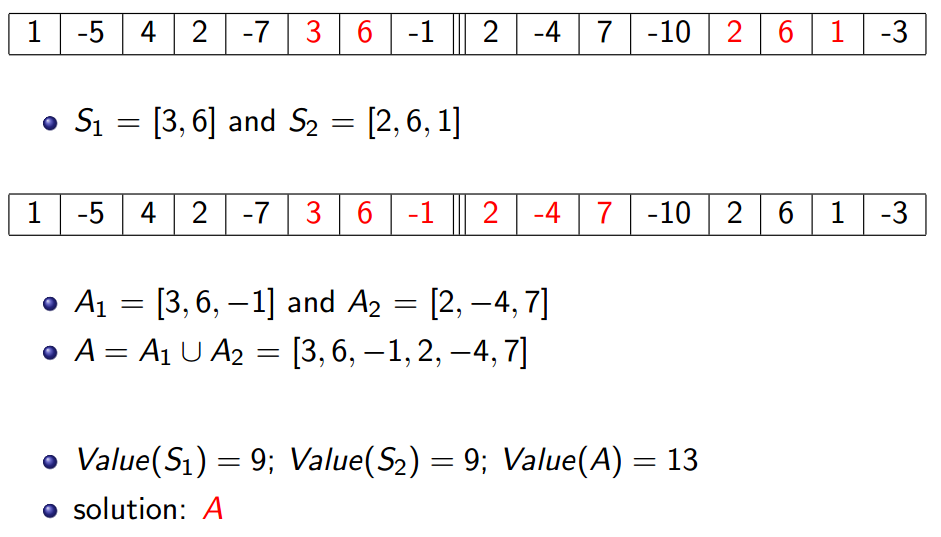 1 -5 4 2 -7 3 6 -1 2 -4 7 -10 2 6 1 -3
S₁ = [3, 6] and S₂ = [2, 6, 1]
1 -5 4 2 -7 3 6 -1 2 -4 7 -10 2 6 1 -3
A₁ = [3, 6, −1] and A₂ = [2, −4, 7]
A = A₁ ∪ A₂ = [3, 6, −1, 2, −4, 7]
Value(S₁) = 9; Value(S₂) = 9; Value(A) = 13
solution: A